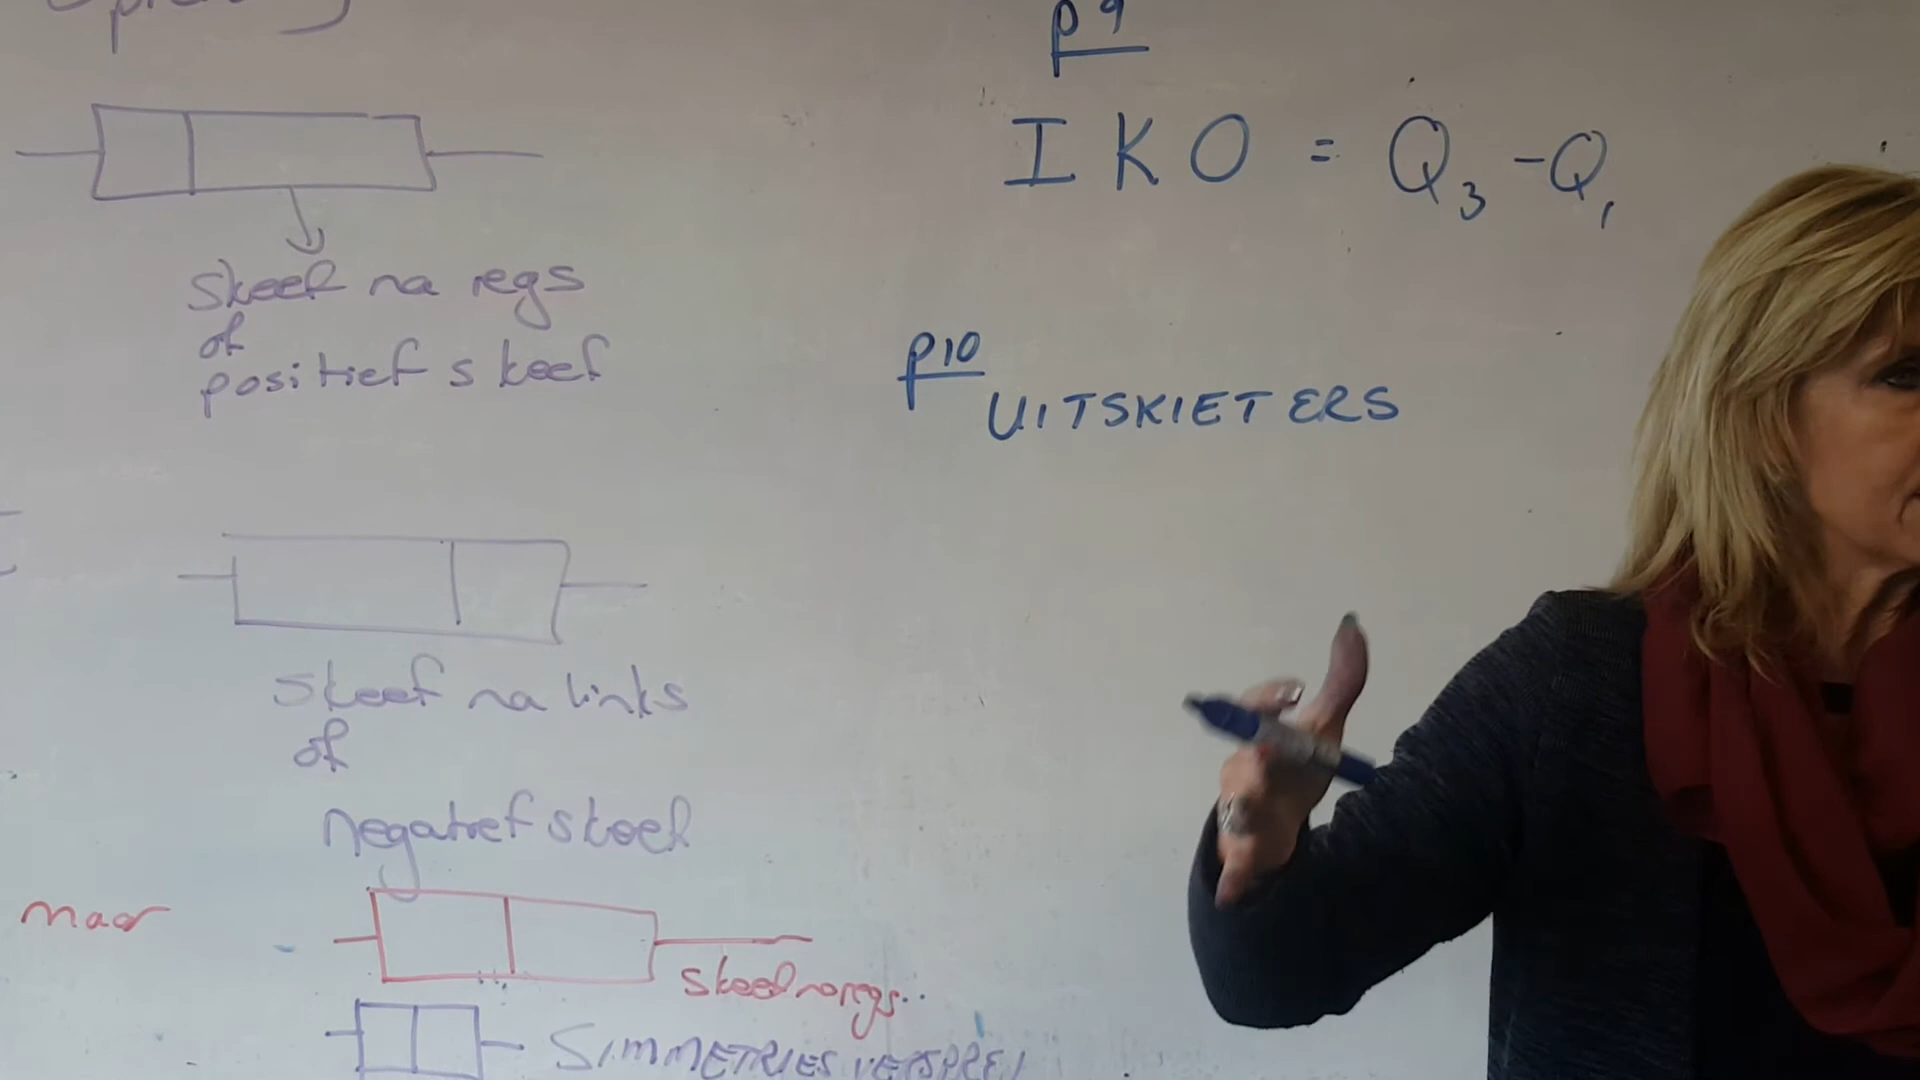 skeef na regs
of
positief skeef
skeef na links
of
negatief skeef
maar
skeef na regs..
SIMMETRIES VERSPREI
p9
IKO = Q₃ - Q₁
p10
UITSKIETERS